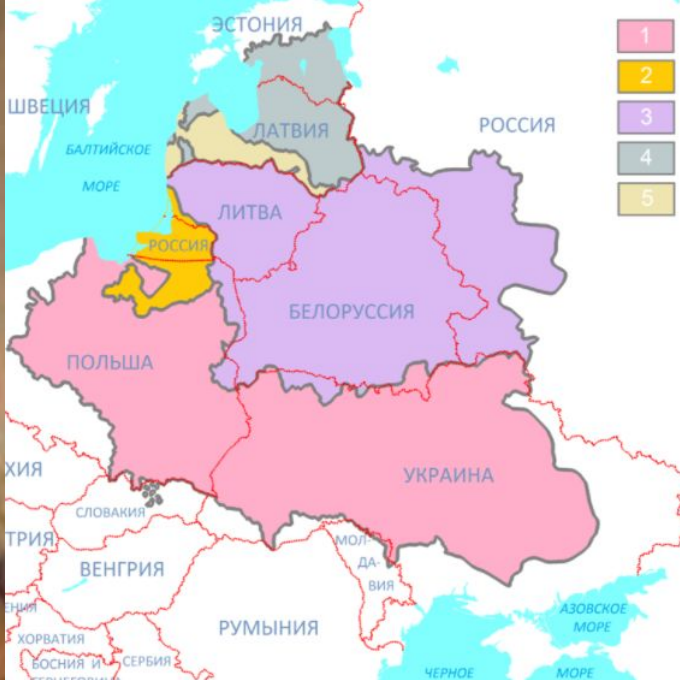 ЭСТОНИЯ
1
2
3
4
5
ШВЕЦИЯ
ЛАТВИЯ
РОССИЯ
БАЛТИЙСКОЕ
МОРЕ
ЛИТВА
РОССИЯ
БЕЛОРУССИЯ
ПОЛЬША
УКРАИНА
ХИЯ
СЛОВАКИЯ
ТРИЯ
ВЕНГРИЯ
МОЛ-
ДА-
ВИЯ
РУМЫНИЯ
АЗОВСКОЕ
МОРЕ
ЕНИЯ
ХОРВАТИЯ
БОСНИЯ И
СЕРБИЯ
ЧЕРНОЕ
МОРЕ